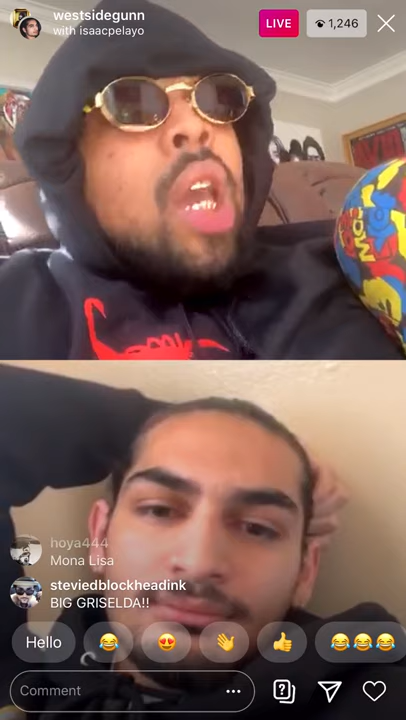 westsidegunn
with isaacpelayo
LIVE
1,246
hoya444
Mona Lisa
steviedblockheadink
BIG GRISELDA!!
Hello
Comment